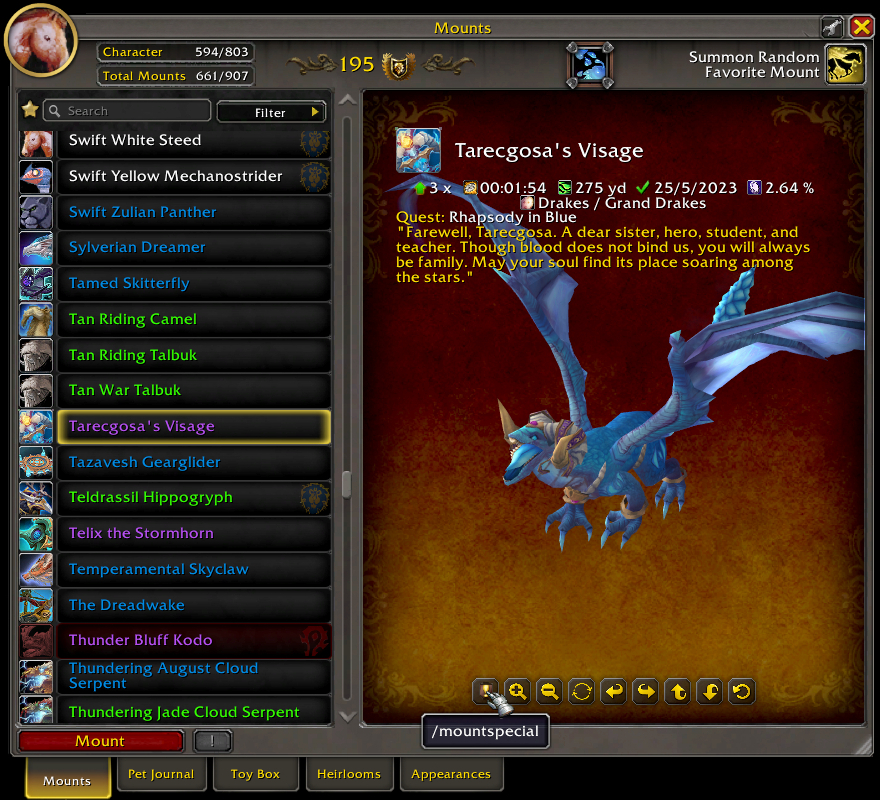 Mounts
Character 594/803
Total Mounts 661/907
195
Summon Random
Favorite Mount
Search
Filter
Swift White Steed
Swift Yellow Mechanostrider
Swift Zulian Panther
Sylverian Dreamer
Tamed Skitterfly
Tan Riding Camel
Tan Riding Talbuk
Tan War Talbuk
Tarecgosa's Visage
Tazavesh Gearglider
Teldrassil Hippogryph
Telix the Stormhorn
Temperamental Skyclaw
The Dreadwake
Thunder Bluff Kodo
Thundering August Cloud
Serpent
Thundering Jade Cloud Serpent
Tarecgosa's Visage
3 x 00:01:54 275 yd 25/5/2023 2.64 %
Drakes / Grand Drakes
Quest: Rhapsody in Blue
"Farewell, Tarecgosa. A dear sister, hero, student, and
teacher. Though blood does not bind us, you will always
be family. May your soul find its place soaring among
the stars."
/mountspecial
Mount
!
Mounts
Pet Journal
Toy Box
Heirlooms
Appearances